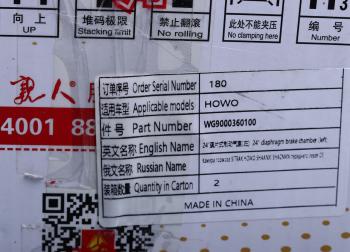 向上
UP
堆码极限
Stacking limit
禁止翻滚
No rolling
此处不能夹压
No clamping here
编号
Number
亲人
4001 88
订单序号 Order Serial Number 180
适用车型 Applicable models HOWO
件号 Part Number WG9000360100
英文名称 English Name 24" diaphragm brake chamber (left)
俄文名称 Russian Name
装箱数量 Quantity in Carton 2
MADE IN CHINA